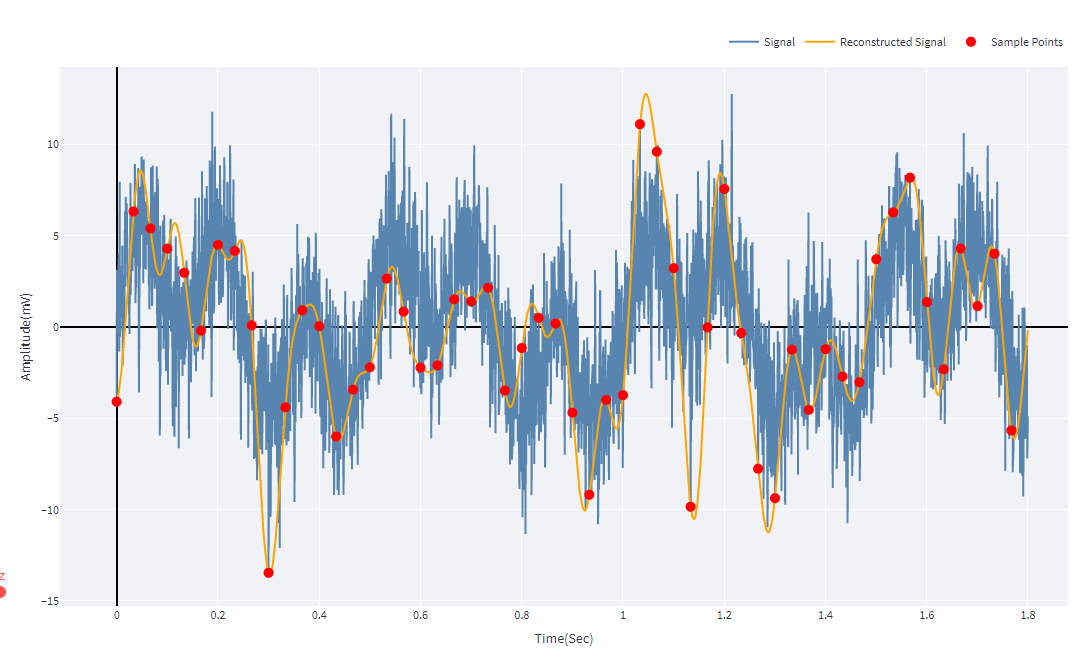 Signal Reconstructed Signal Sample Points
10
5
0
−5
−10
−15
Amplitude(mV)
z
0 0.2 0.4 0.6 0.8 1 1.2 1.4 1.6 1.8
Time(Sec)